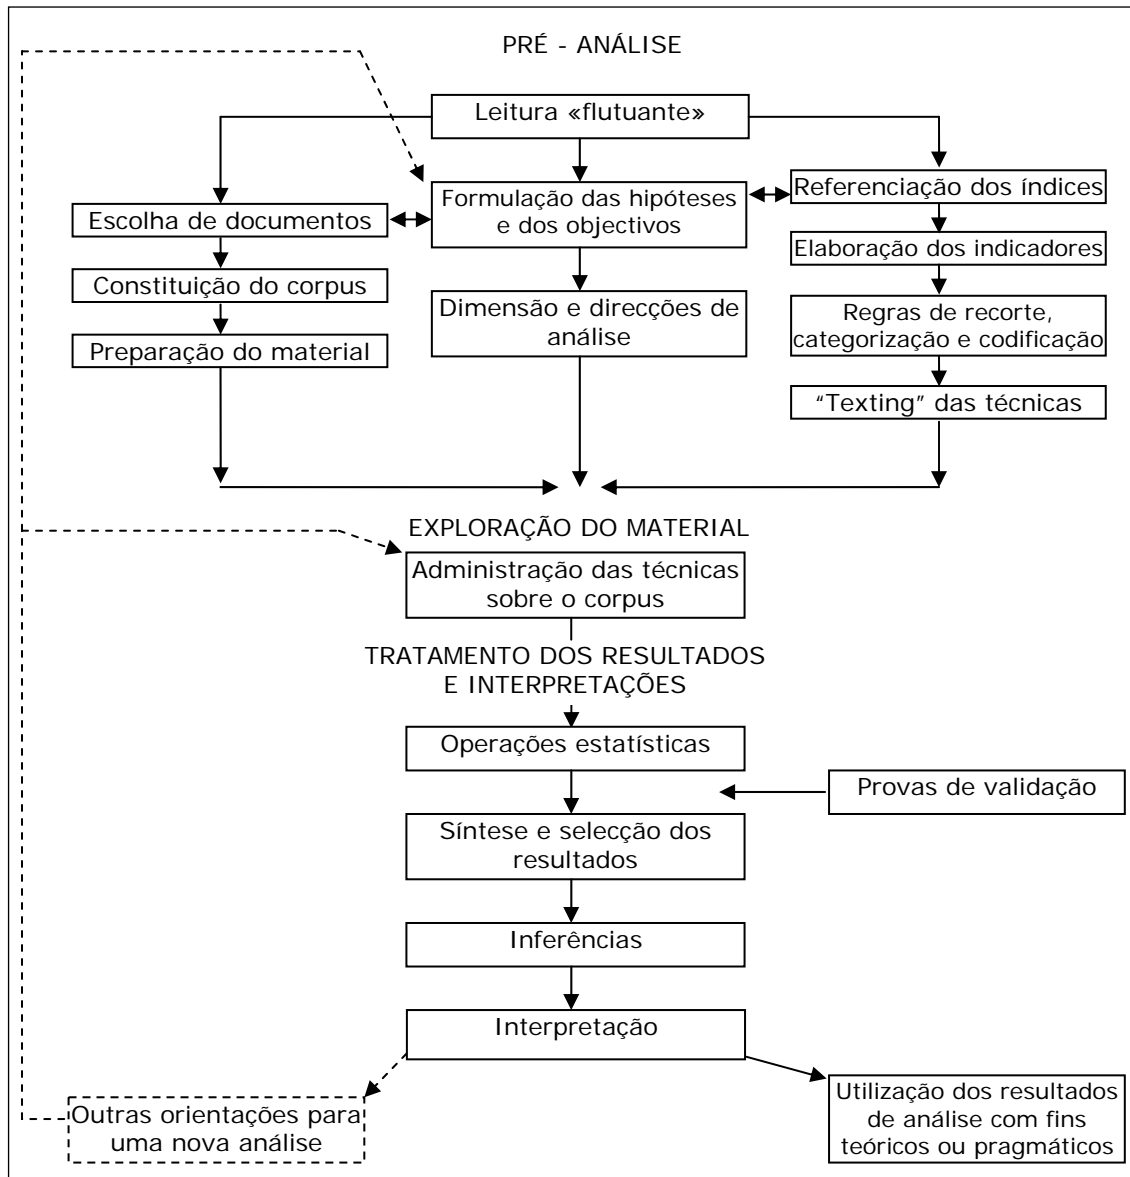 PRÉ - ANÁLISE
Leitura «flutuante»
Escolha de documentos
Constituição do corpus
Preparação do material
Formulação das hipóteses
e dos objectivos
Dimensão e direcções de
análise
Referenciação dos índices
Elaboração dos indicadores
Regras de recorte,
categorização e codificação
“Texting” das técnicas
EXPLORAÇÃO DO MATERIAL
Administração das técnicas
sobre o corpus
TRATAMENTO DOS RESULTADOS
E INTERPRETAÇÕES
Operações estatísticas
Provas de validação
Síntese e selecção dos
resultados
Inferências
Interpretação
Outras orientações para
uma nova análise
Utilização dos resultados
de análise com fins
teóricos ou pragmáticos